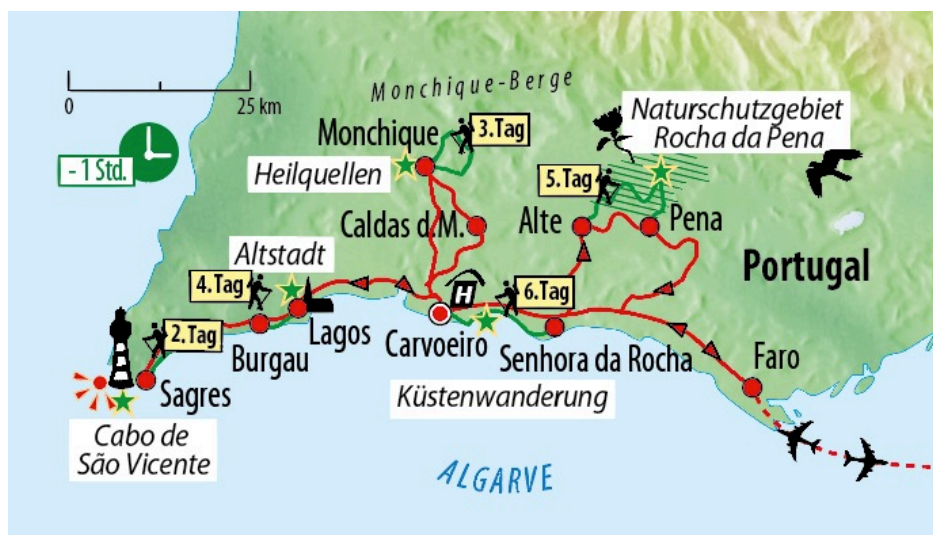 Monchique-Berge
0
25 km
Naturschutzgebiet
Rocha da Pena
Monchique
3.Tag
- 1 Std.
Heilquellen
5.Tag
Caldas d.M.
Alte
Pena
Altstadt
Portugal
4.Tag
H
6.Tag
2.Tag
Lagos
Burgau
Carvoeiro
Senhora da Rocha
Faro
Sagres
Küstenwanderung
Cabo de
São Vicente
ALGARVE